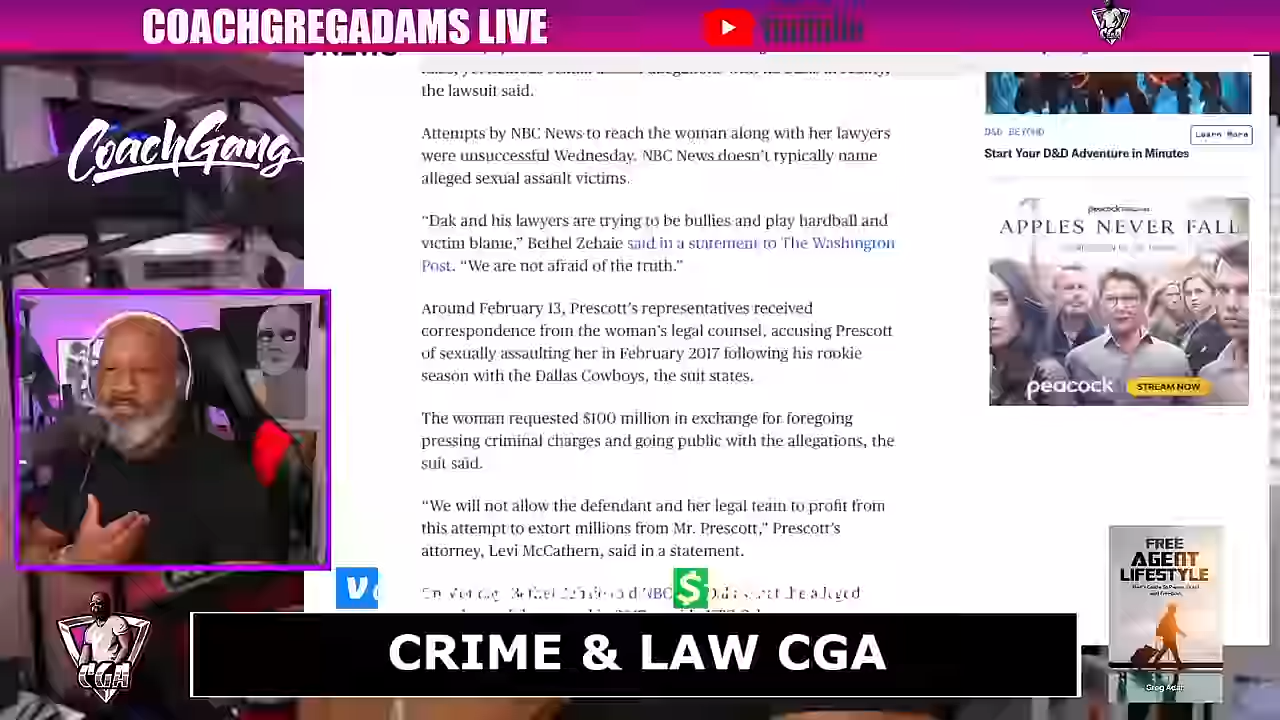 COACHGREGADAMS LIVE
CoachGang
the lawsuit said.
Attempts by NBC News to reach the woman along with her lawyers
were unsuccessful Wednesday. NBC News doesn't typically name
alleged sexual assault victims.
“Dak and his lawyers are trying to be bullies and play hardball and
victim blame,” Bethel Zehaie said in a statement to The Washington
Post. “We are not afraid of the truth.”
Around February 13, Prescott’s representatives received
correspondence from the woman’s legal counsel, accusing Prescott
of sexually assaulting her in February 2017 following his rookie
season with the Dallas Cowboys, the suit states.
The woman requested $100 million in exchange for foregoing
pressing criminal charges and going public with the allegations, the
suit said.
“We will not allow the defendant and her legal team to profit from
this attempt to extort millions from Mr. Prescott,” Prescott’s
attorney, Levi McCathern, said in a statement.
D&D BEYOND
Learn More
Start Your D&D Adventure in Minutes
peacock
APPLES NEVER FALL
peacock
STREAM NOW
FREE
AGENT
LIFESTYLE
Greg Adams
V
$
CGA
CRIME & LAW CGA